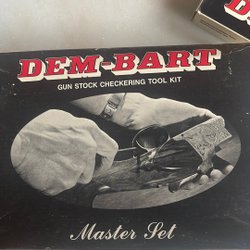 DEM-BART
GUN STOCK CHECKERING TOOL KIT
Master Set